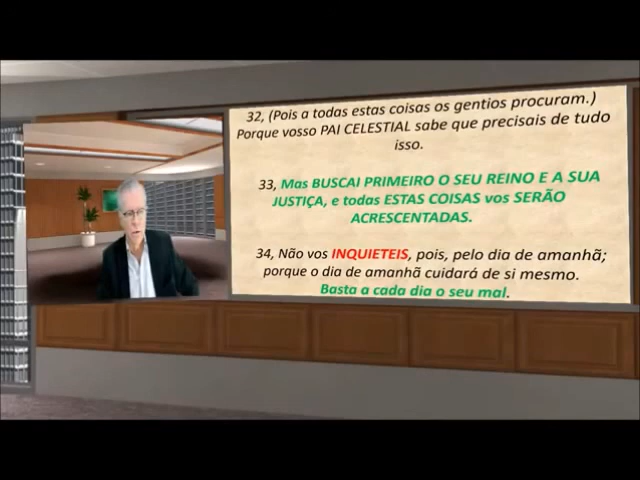 32, (Pois a todas estas coisas os gentios procuram.)
Porque vosso PAI CELESTIAL sabe que precisais de tudo
isso.
33, Mas BUSCAI PRIMEIRO O SEU REINO E A SUA
JUSTIÇA, e todas ESTAS COISAS vos SERÃO
ACRESCENTADAS.
34, Não vos INQUIETEIS, pois, pelo dia de amanhã;
porque o dia de amanhã cuidará de si mesmo.
Basta a cada dia o seu mal.